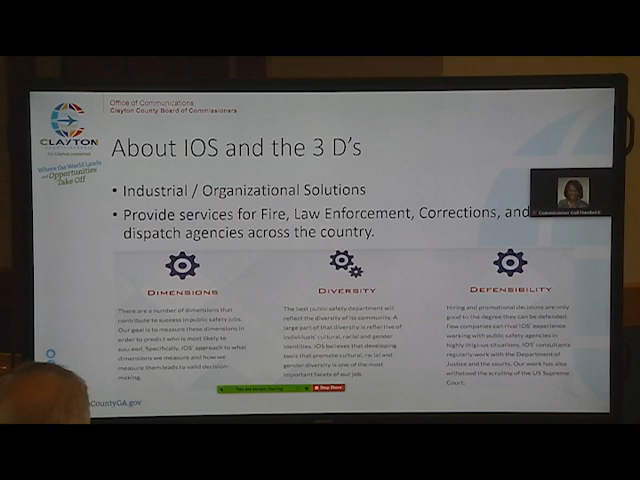 Office of Communications
Clayton County Board of Commissioners
CLAYTON
Where the World Lands
and Opportunities
Take Off
About IOS and the 3 D's
• Industrial / Organizational Solutions
• Provide services for Fire, Law Enforcement, Corrections, and
dispatch agencies across the country.
Commissioner Gail Hambrick
DIMENSIONS
There are a number of dimensions that
contribute to success in public safety jobs.
Our goal is to measure these dimensions in
order to predict who is most likely to
succeed. Specifically, IOS' approach to what
dimensions we measure and how we
measure them leads to valid decision-
making.
DIVERSITY
The best public safety department will
reflect the diversity of its community. A
large part of that diversity is reflective of
individuals' cultural, racial and gender
identities. IOS believes that developing
tools that promote cultural, racial and
gender diversity is one of the most
important facets of our job.
DEFENSIBILITY
Hiring and promotional decisions are only
good to the degree they can be defended.
Few companies can rival IOS' experience
working with public safety agencies in
highly litigious situations. IOS' consultants
regularly work with the Department of
Justice and the courts. Our work has also
withstood the scrutiny of the US Supreme
Court.
You are screen sharing
Stop Share
CountyGA.gov